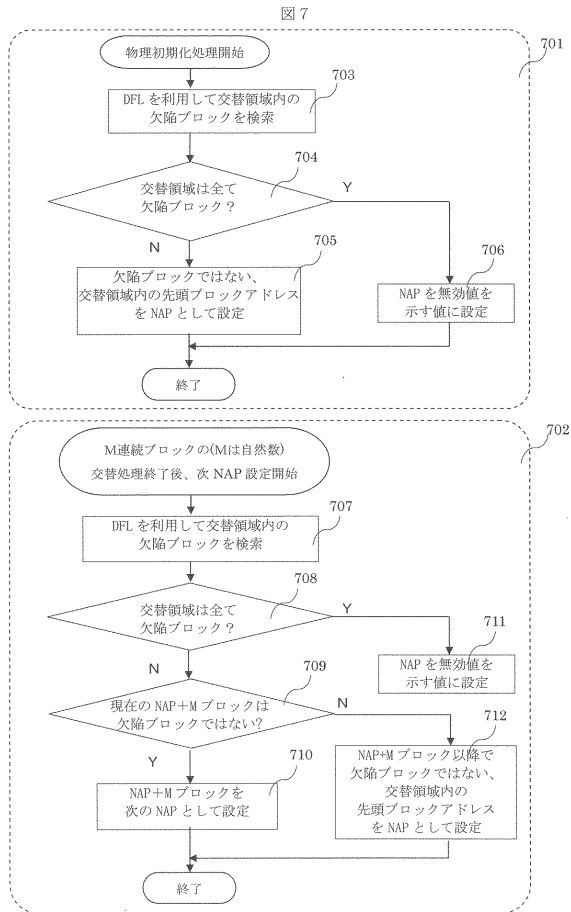 図７
701
物理初期化処理開始
703
DFL を利用して交替領域内の
欠陥ブロックを検索
704
交替領域は全て
欠陥ブロック？
Y
N
705
欠陥ブロックではない、
交替領域内の先頭ブロックアドレス
を NAP として設定
706
NAP を無効値を
示す値に設定
終了
702
M連続ブロックの(Mは自然数)
交替処理終了後、次 NAP 設定開始
707
DFL を利用して交替領域内の
欠陥ブロックを検索
708
交替領域は全て
欠陥ブロック？
Y
N
711
NAP を無効値を
示す値に設定
709
現在の NAP＋M ブロックは
欠陥ブロックではない?
N
Y
710
NAP＋M ブロックを
次の NAP として設定
712
NAP+M ブロック以降で
欠陥ブロックではない、
交替領域内の
先頭ブロックアドレス
を NAP として設定
終了